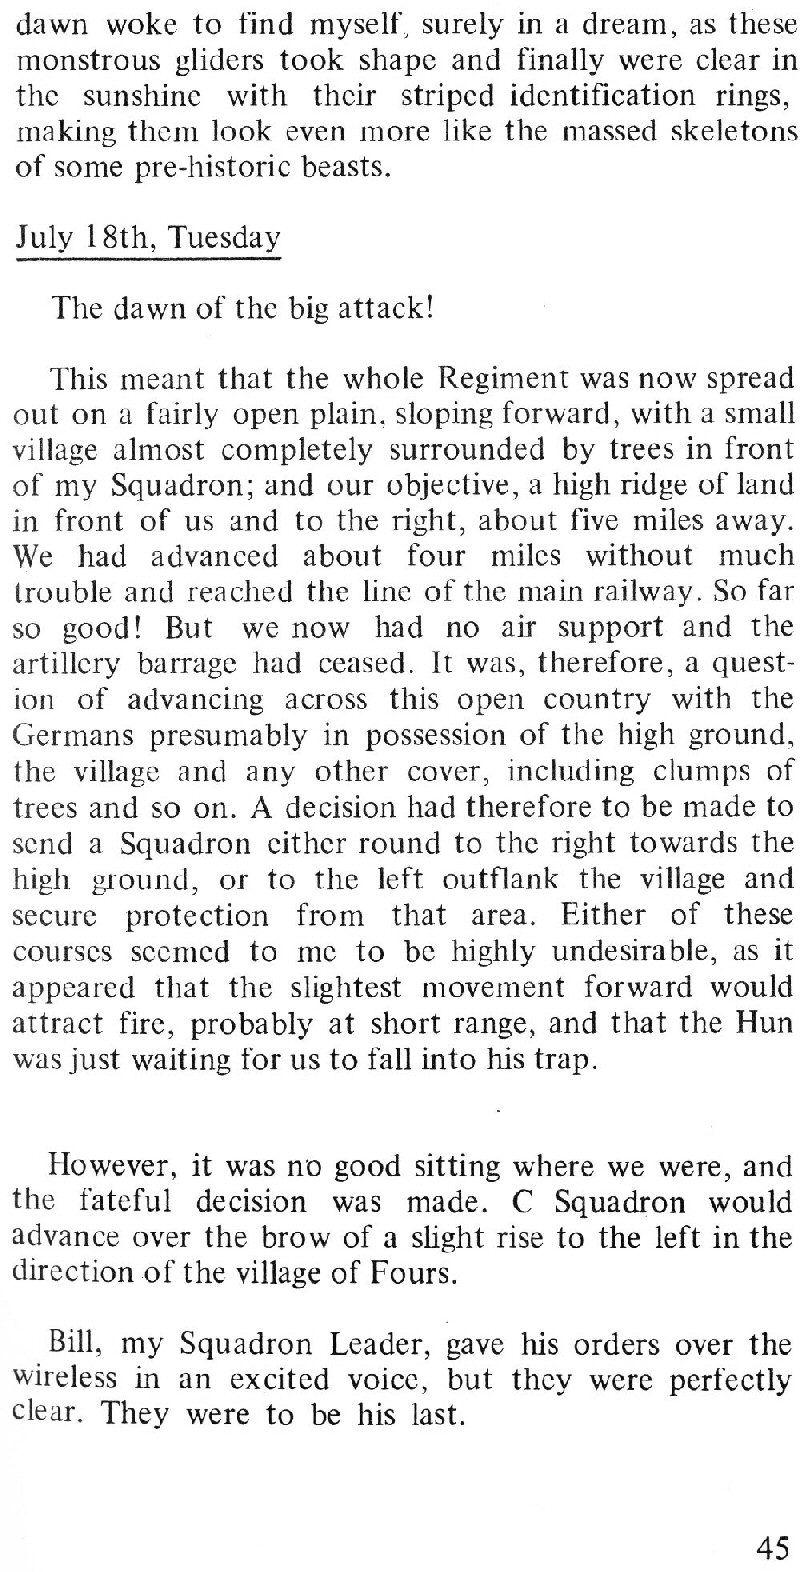 dawn woke to find myself, surely in a dream, as these
monstrous gliders took shape and finally were clear in
the sunshine with their striped identification rings,
making them look even more like the massed skeletons
of some pre-historic beasts.
July 18th, Tuesday
The dawn of the big attack!
This meant that the whole Regiment was now spread
out on a fairly open plain, sloping forward, with a small
village almost completely surrounded by trees in front
of my Squadron; and our objective, a high ridge of land
in front of us and to the right, about five miles away.
We had advanced about four miles without much
trouble and reached the line of the main railway. So far
so good! But we now had no air support and the
artillery barrage had ceased. It was, therefore, a quest-
ion of advancing across this open country with the
Germans presumably in possession of the high ground,
the village and any other cover, including clumps of
trees and so on. A decision had therefore to be made to
send a Squadron either round to the right towards the
high ground, or to the left outflank the village and
secure protection from that area. Either of these
courses seemed to me to be highly undesirable, as it
appeared that the slightest movement forward would
attract fire, probably at short range, and that the Hun
was just waiting for us to fall into his trap.
However, it was no good sitting where we were, and
the fateful decision was made. C Squadron would
advance over the brow of a slight rise to the left in the
direction of the village of Fours.
Bill, my Squadron Leader, gave his orders over the
wireless in an excited voice, but they were perfectly
clear. They were to be his last.
45